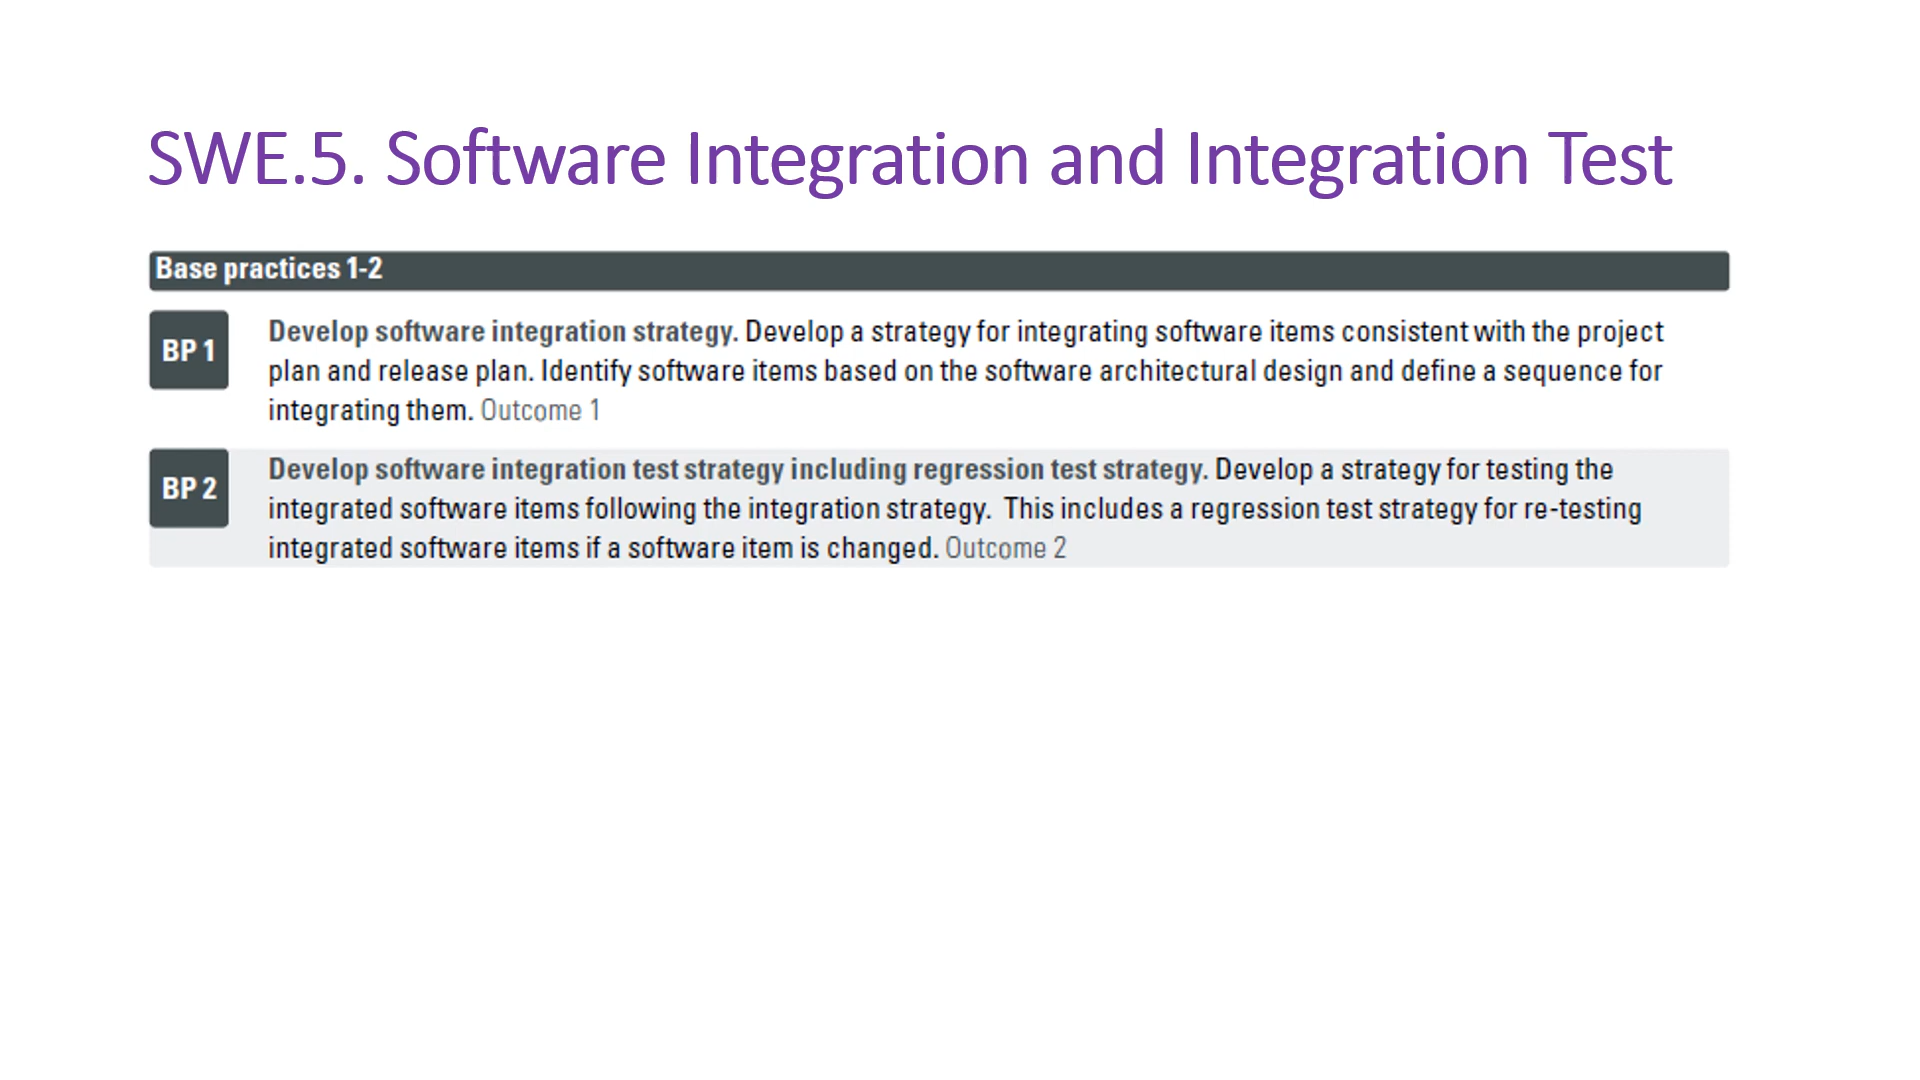 SWE.5. Software Integration and Integration Test
Base practices 1-2
BP 1
Develop software integration strategy. Develop a strategy for integrating software items consistent with the project
plan and release plan. Identify software items based on the software architectural design and define a sequence for
integrating them. Outcome 1
BP 2
Develop software integration test strategy including regression test strategy. Develop a strategy for testing the
integrated software items following the integration strategy.  This includes a regression test strategy for re-testing
integrated software items if a software item is changed. Outcome 2